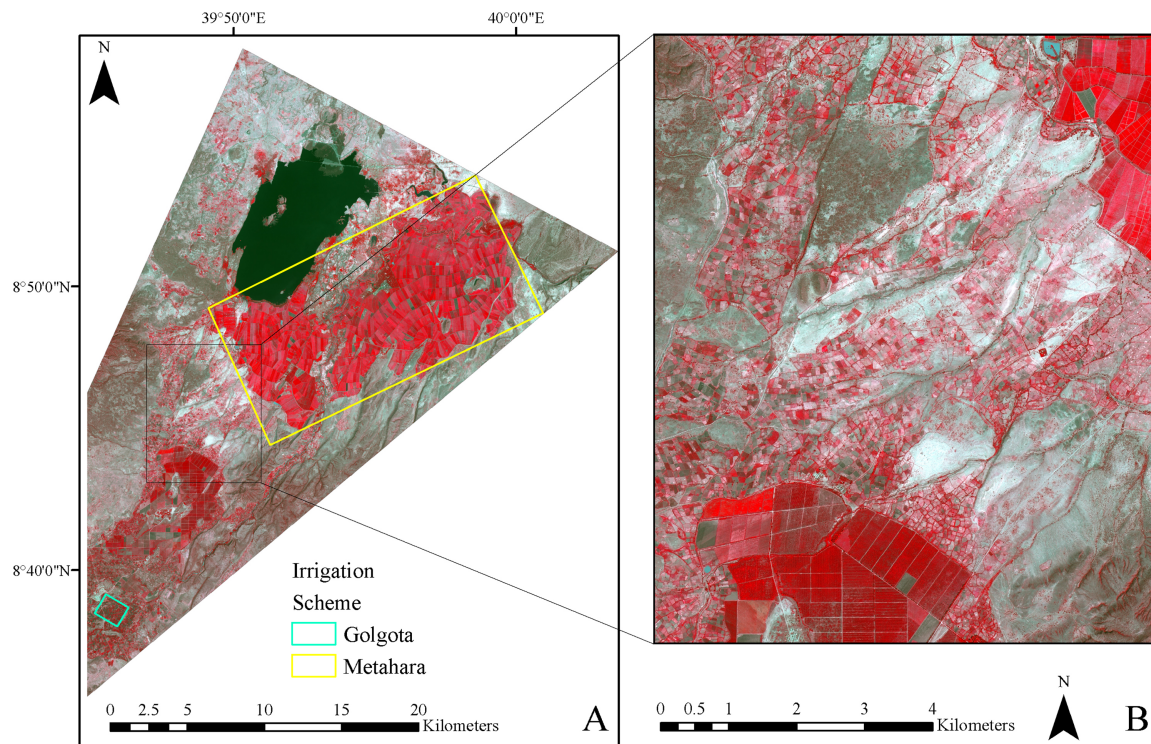 39°50'0"E 40°0'0"E
N
8°50'0"N
8°40'0"N
Irrigation
Scheme
Golgota
Metahara
0 2.5 5 10 15 20
Kilometers
A
0 0.5 1 2 3 4
Kilometers
N
B